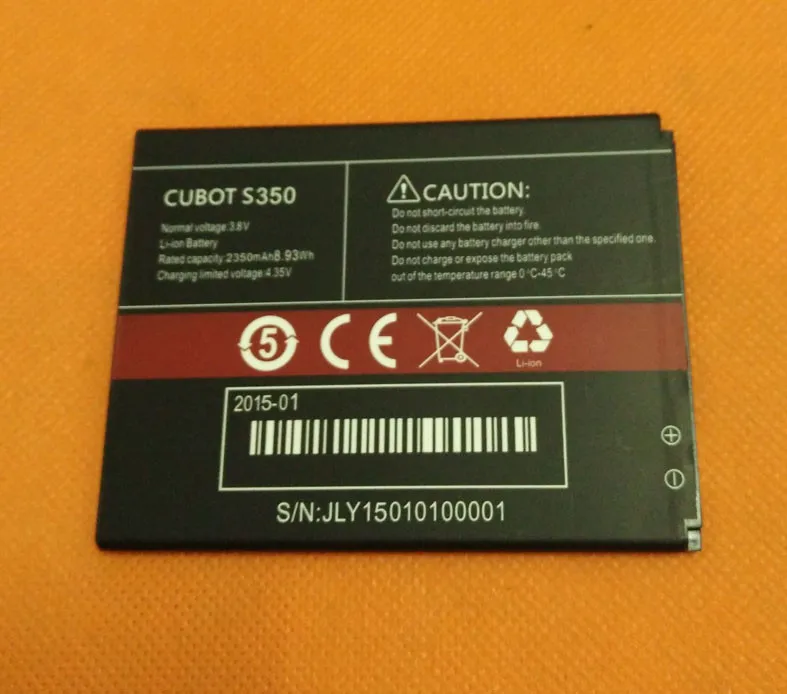 CUBOT S350
Normal voltage:3.8V
Li-ion Battery
Rated capacity:2350mAh8.93Wh
Charging limited voltage:4.35V
CAUTION:
Do not short-circuit the battery.
Do not discard the battery into fire.
Do not use any battery charger other than the specified one.
Do not charge or expose the battery pack
out of the temperature range 0°C-45°C
5
CE
Li-ion
2015-01
S/N:JLY15010100001